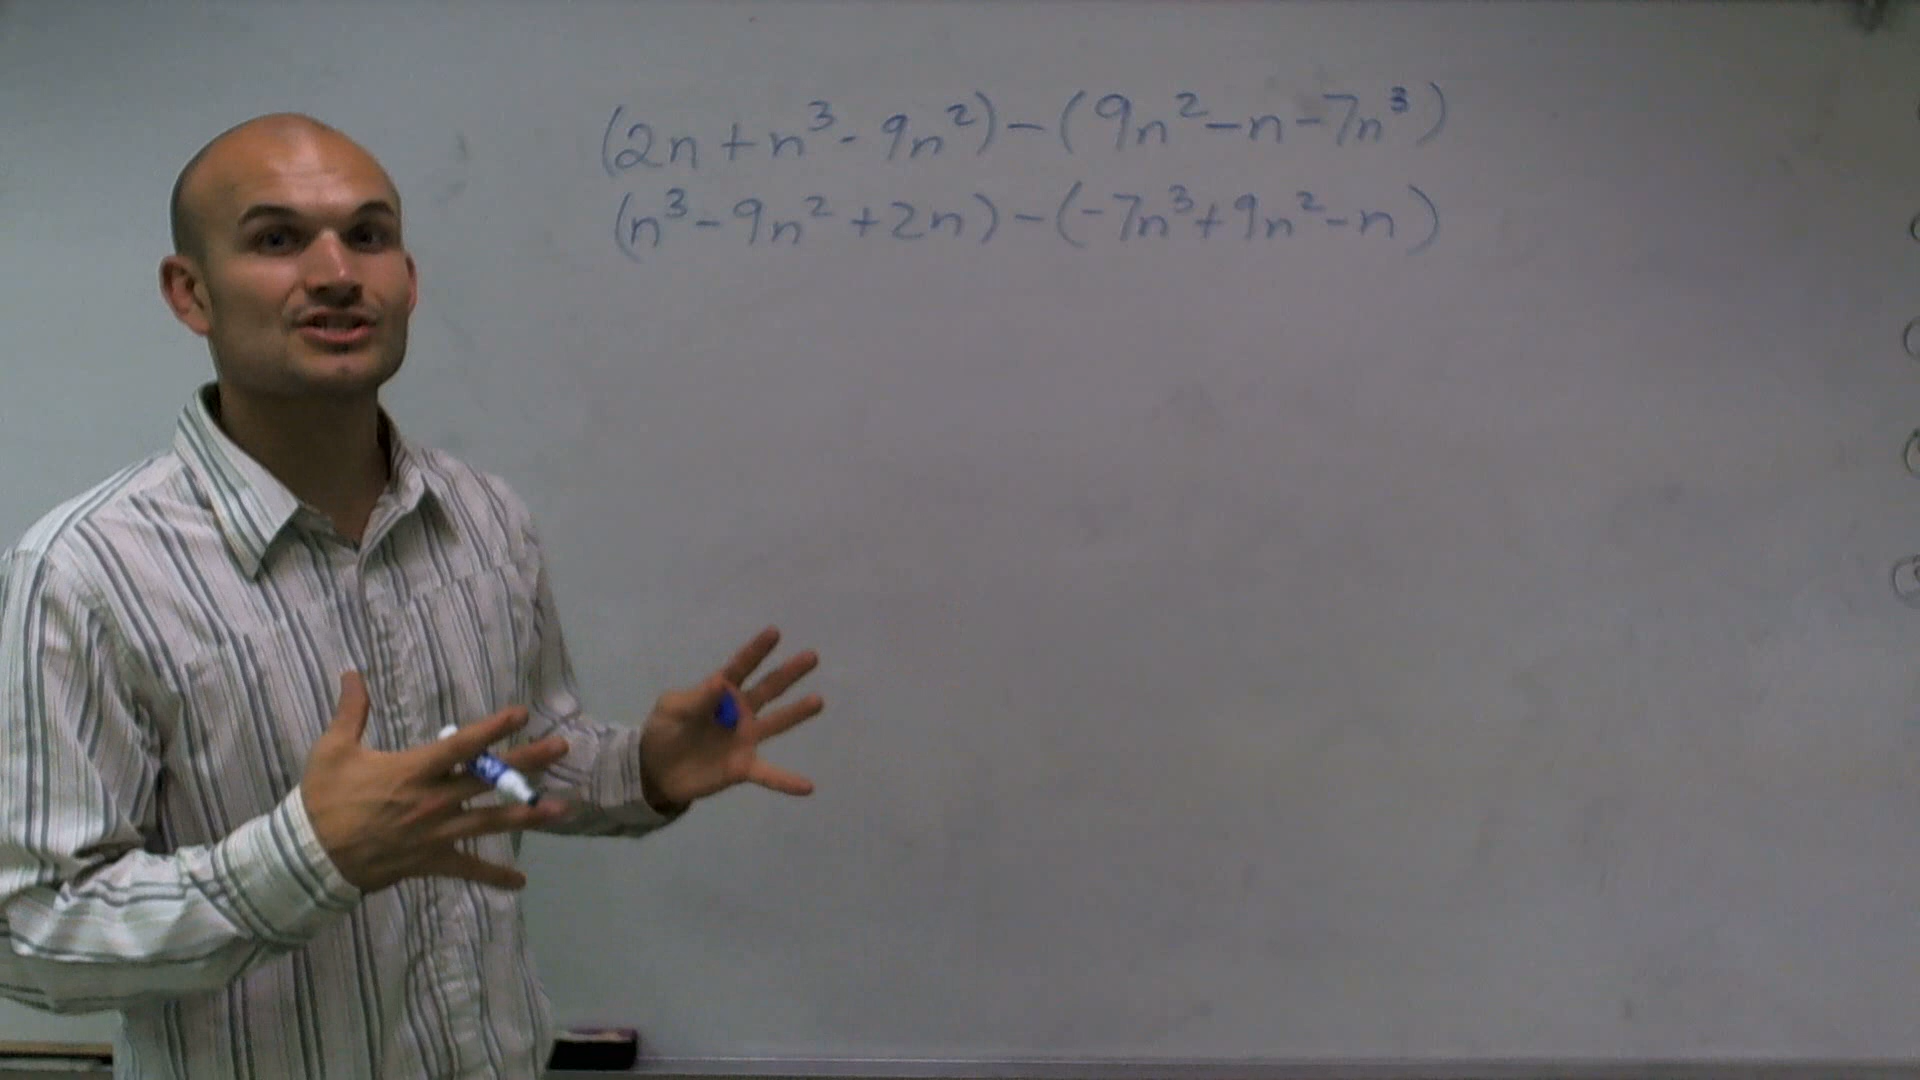 (2n + n³ - 9n²) - (9n² - n - 7n³)
(n³ - 9n² + 2n) - (-7n³ + 9n² - n)